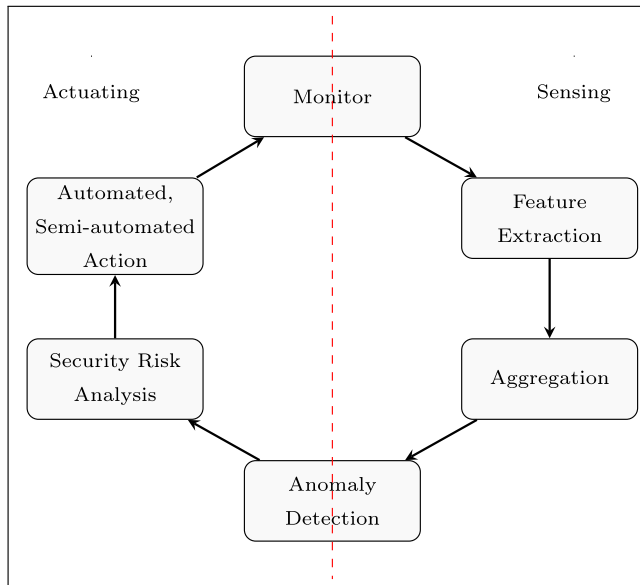 Actuating
Monitor
Sensing
Automated,
Semi-automated
Action
Feature
Extraction
Security Risk
Analysis
Aggregation
Anomaly
Detection